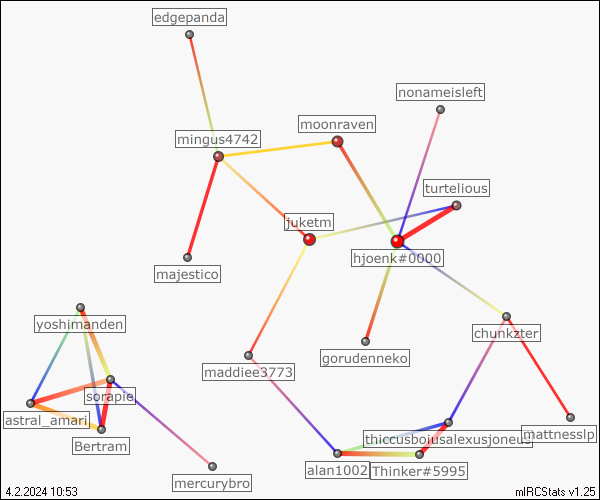 edgepanda
nonameisleft
moonraven
mingus4742
turtelious
juketm
hjoenk#0000
majestico
yoshimanden
chunkzter
gorudenneko
maddiee3773
sorapie
astral_amari
thiccusboiusalexusjoneus
mattnesslp
Bertram
alan1002
Thinker#5995
mercurybro
4.2.2024 10:53
mIRCStats v1.25